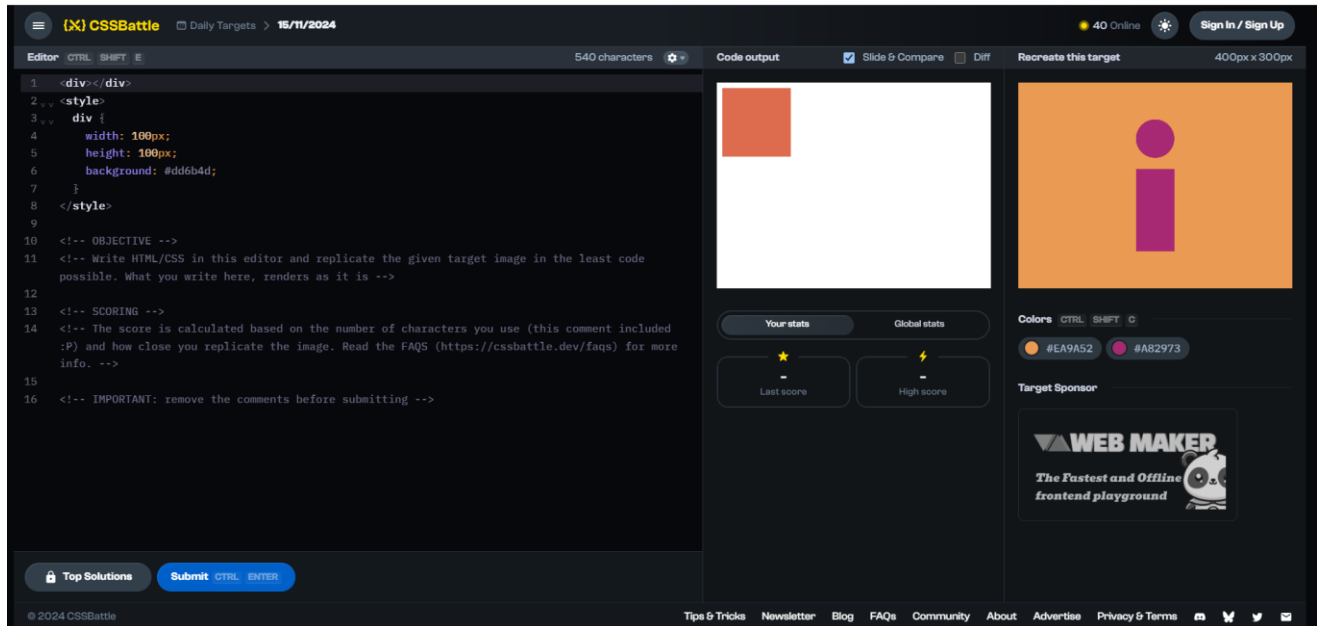 {X} CSSBattle Daily Targets > 15/11/2024 40 Online Sign In / Sign Up
Editor CTRL SHIFT E 540 characters
1 <div></div>
2 <style>
3 div {
4 width: 100px;
5 height: 100px;
6 background: #dd6b4d;
7 }
8 </style>
9
10 <!-- OBJECTIVE -->
11 <!-- Write HTML/CSS in this editor and replicate the given target image in the least code
possible. What you write here, renders as it is -->
12
13 <!-- SCORING -->
14 <!-- The score is calculated based on the number of characters you use (this comment included
:P) and how close you replicate the image. Read the FAQS (https://cssbattle.dev/faqs) for more
info. -->
15
16 <!-- IMPORTANT: remove the comments before submitting -->
Top Solutions Submit CTRL ENTER
Code output Slide & Compare Diff
Your stats Global stats
- -
Last score High score
Recreate this target 400px x 300px
Colors CTRL SHIFT C
#EA9A52 #A82973
Target Sponsor
WEB MAKER
The Fastest and Offline
frontend playground
© 2024 CSSBattle Tips & Tricks Newsletter Blog FAQs Community About Advertise Privacy & Terms